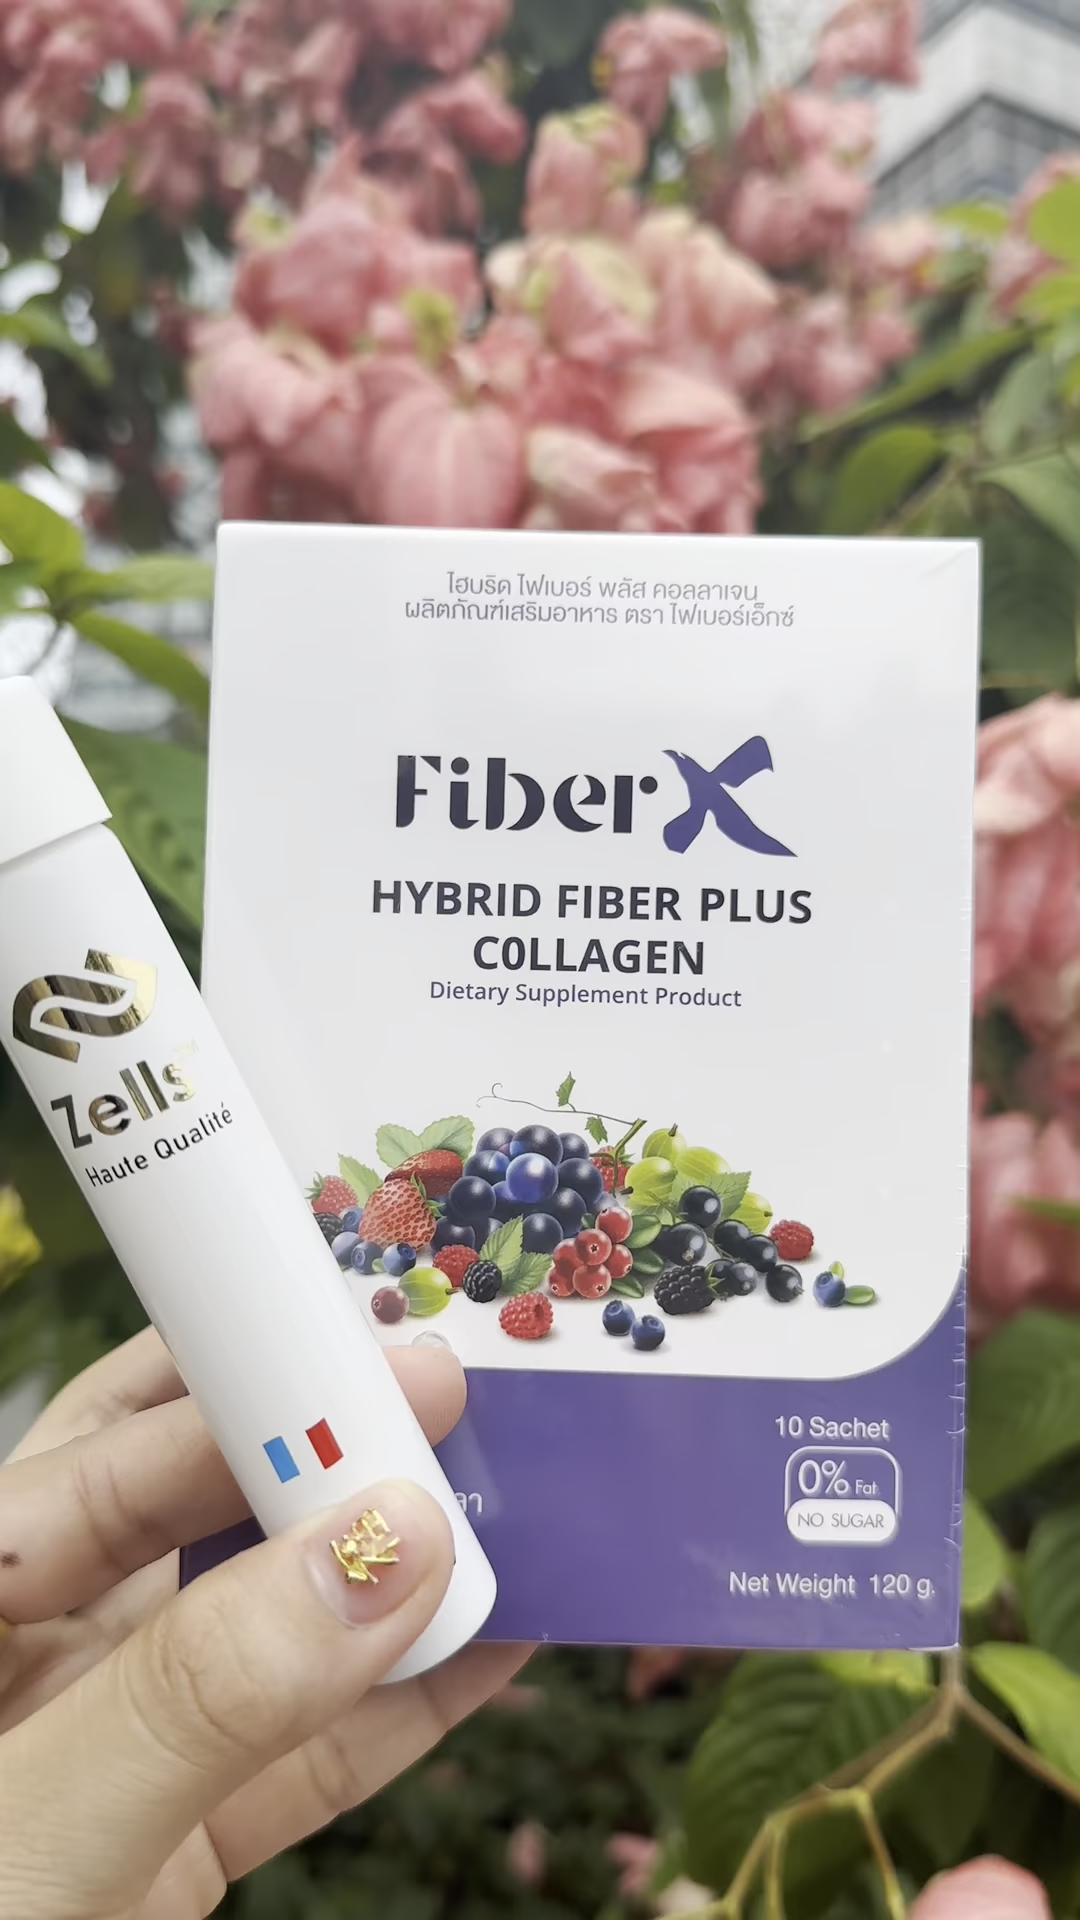 ไฮบริด ไฟเบอร์ พลัส คอลลาเจน
ผลิตภัณฑ์เสริมอาหาร ตรา ไฟเบอร์เอ็กซ์
FiberX
HYBRID FIBER PLUS
C0LLAGEN
Dietary Supplement Product
Zells™
Haute Qualité
10 Sachet
0% Fat
NO SUGAR
Net Weight 120 g.